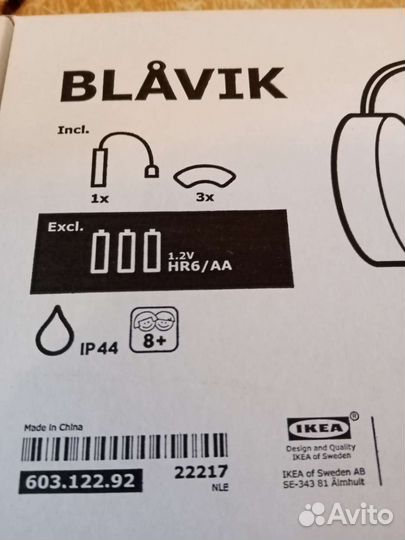 BLÅVIK
Incl.
1x
3x
Excl.
1.2V
HR6/AA
IP44
8+
Made in China
603.122.92
22217
NLE
IKEA
Design and Quality
IKEA of Sweden
IKEA of Sweden AB
SE-343 81 Älmhult
Avito